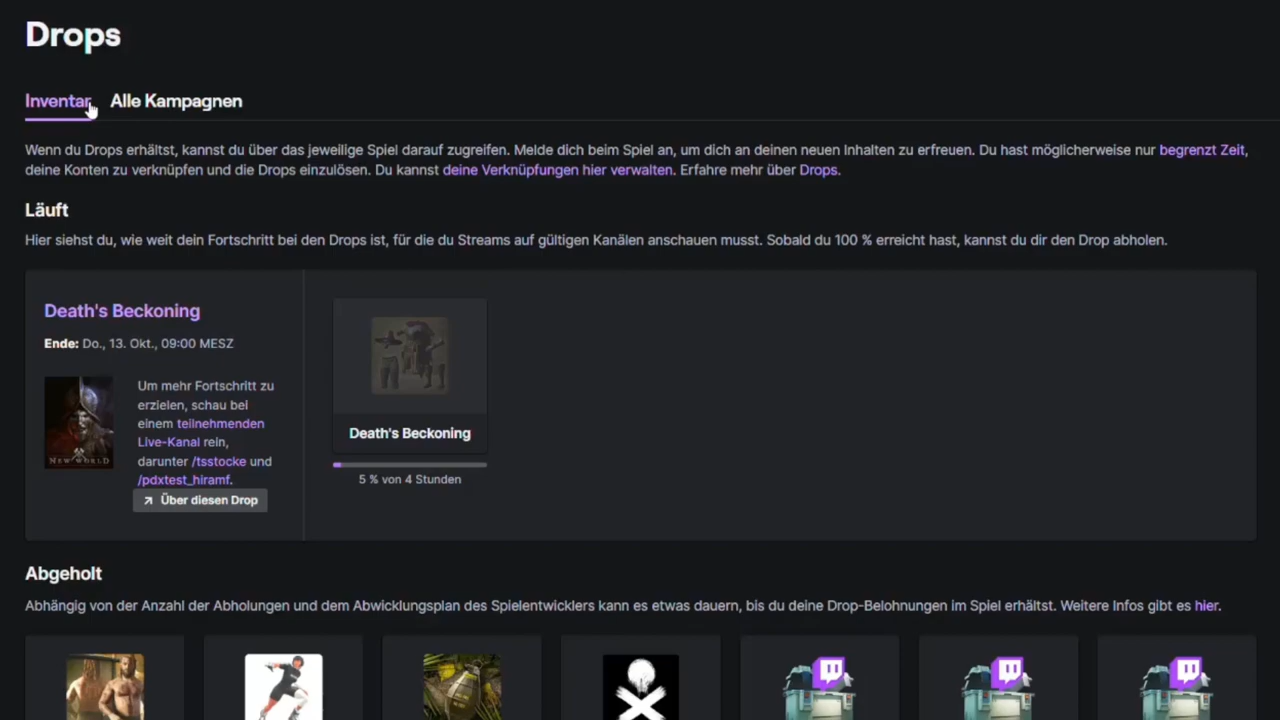 Drops
Inventar Alle Kampagnen
Wenn du Drops erhältst, kannst du über das jeweilige Spiel darauf zugreifen. Melde dich beim Spiel an, um dich an deinen neuen Inhalten zu erfreuen. Du hast möglicherweise nur begrenzt Zeit,
deine Konten zu verknüpfen und die Drops einzulösen. Du kannst deine Verknüpfungen hier verwalten. Erfahre mehr über Drops.
Läuft
Hier siehst du, wie weit dein Fortschritt bei den Drops ist, für die du Streams auf gültigen Kanälen anschauen musst. Sobald du 100 % erreicht hast, kannst du dir den Drop abholen.
Death's Beckoning
Ende: Do., 13. Okt., 09:00 MESZ
NEW WORLD
Um mehr Fortschritt zu
erzielen, schau bei
einem teilnehmenden
Live-Kanal rein,
darunter /tsstocke und
/pdxtest_hiramf.
Über diesen Drop
Death's Beckoning
5 % von 4 Stunden
Abgeholt
Abhängig von der Anzahl der Abholungen und dem Abwicklungsplan des Spielentwicklers kann es etwas dauern, bis du deine Drop-Belohnungen im Spiel erhältst. Weitere Infos gibt es hier.